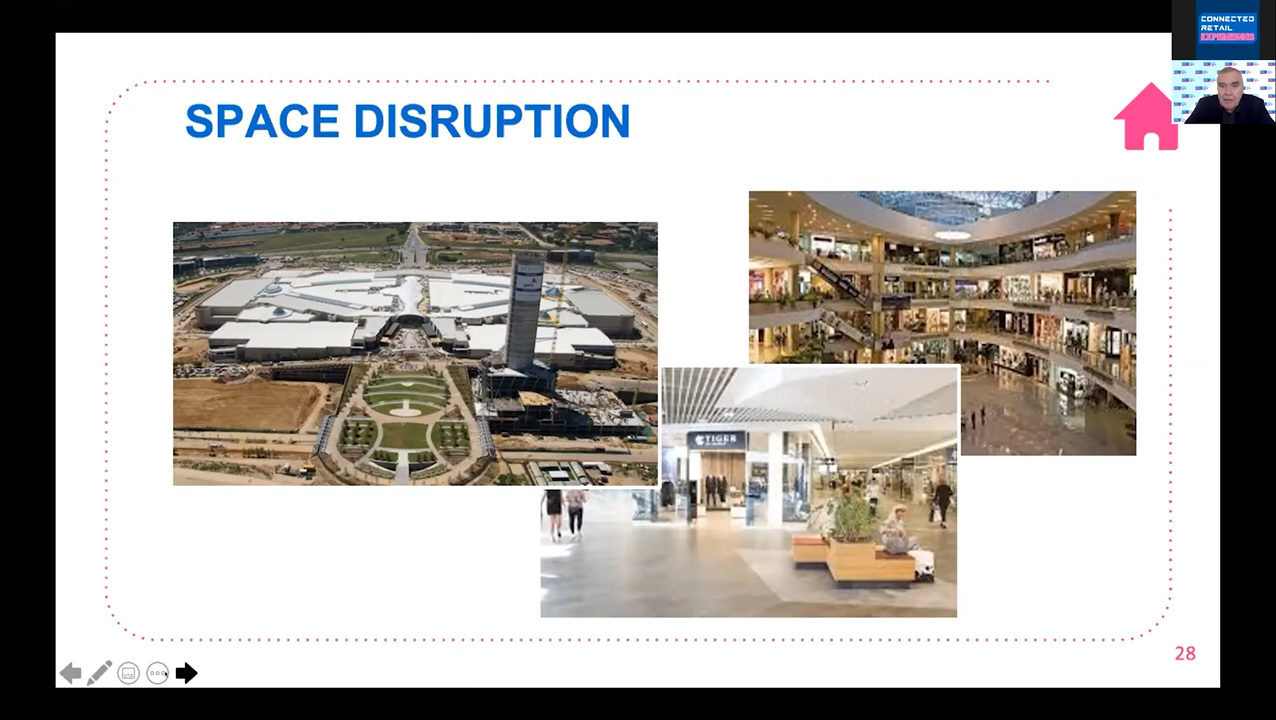 CONNECTED
RETAIL
EXPERIENCES
SPACE DISRUPTION
TIGER
28